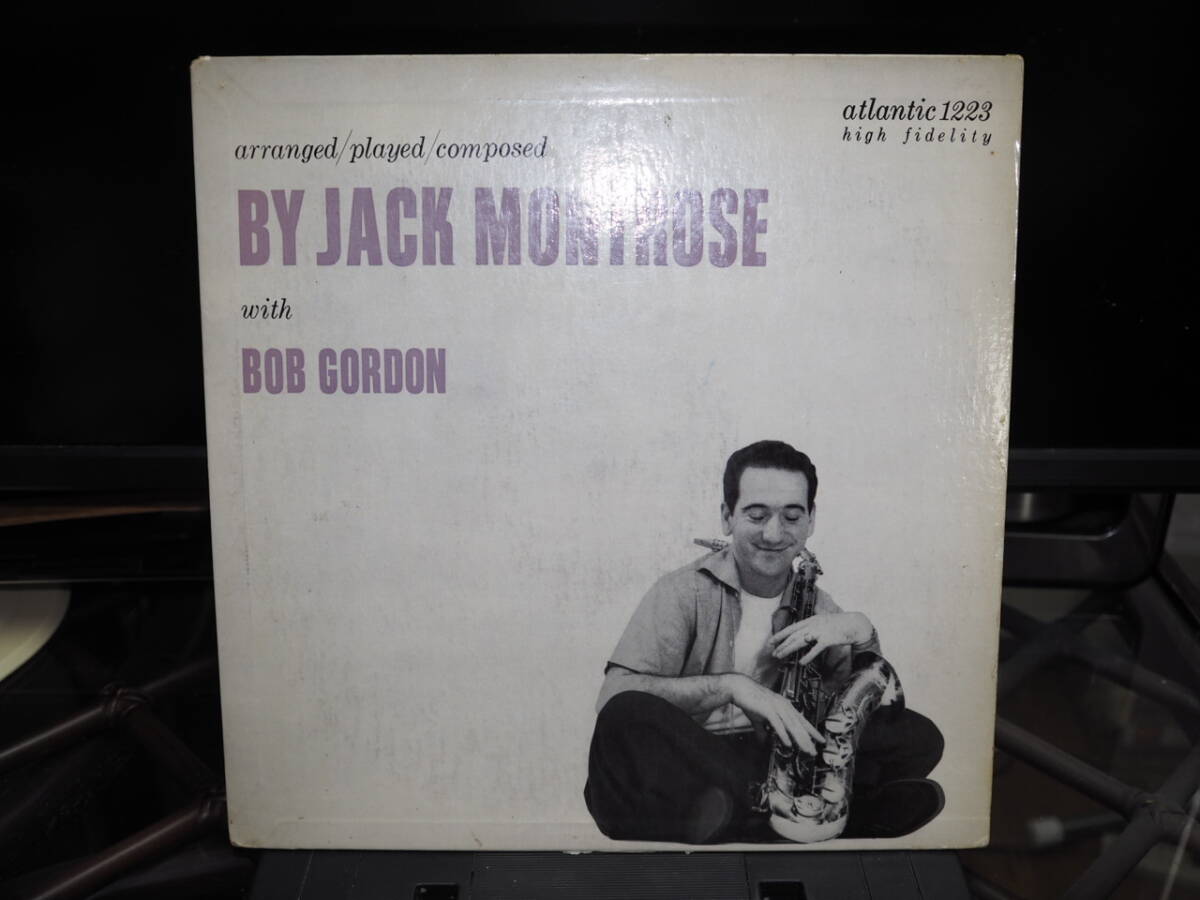 atlantic 1223
high fidelity
arranged/played/composed
BY JACK MONTROSE
with
BOB GORDON